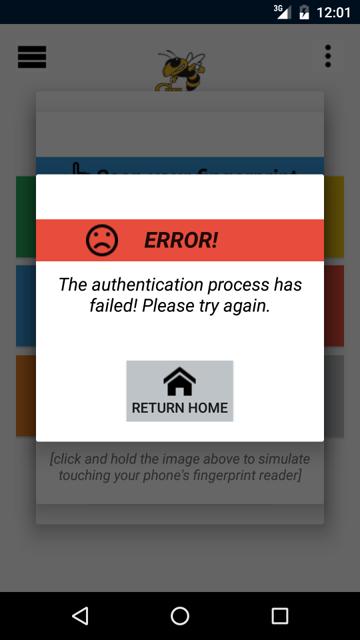 3G 12:01
ERROR!
The authentication process has
failed! Please try again.
RETURN HOME
[click and hold the image above to simulate
touching your phone's fingerprint reader]